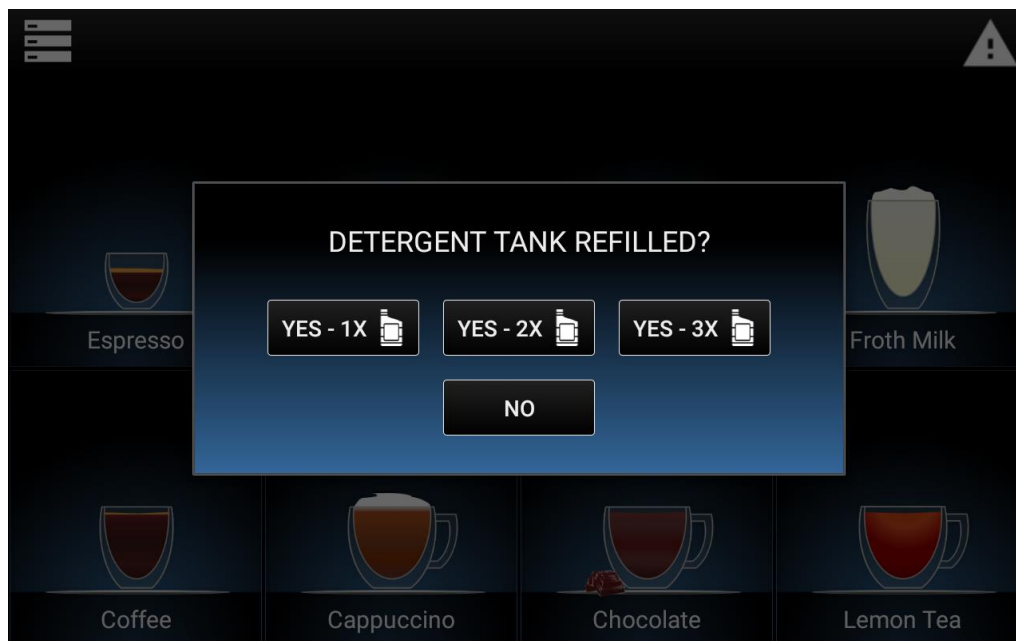 DETERGENT TANK REFILLED?
YES - 1X
YES - 2X
YES - 3X
NO
Espresso
Froth Milk
Coffee
Cappuccino
Chocolate
Lemon Tea